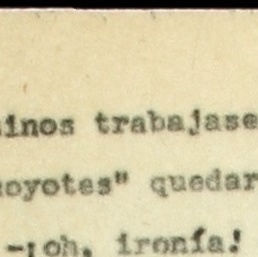 inos trabajase
oyotes" quedar
-¡oh, ironía!